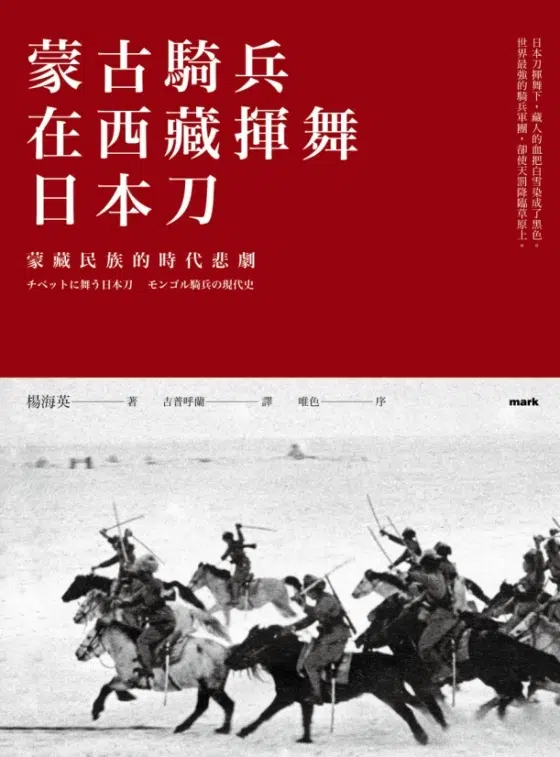 蒙古騎兵
在西藏揮舞
日本刀
蒙藏民族的時代悲劇
チベットに舞う日本刀　モンゴル騎兵の現代史
日本刀揮舞下，藏人的血把白雪染成了黑色。
世界最強的騎兵軍團，卻使天罰降臨草原上。
楊海英————著　吉普呼蘭————譯　唯色————序
mark